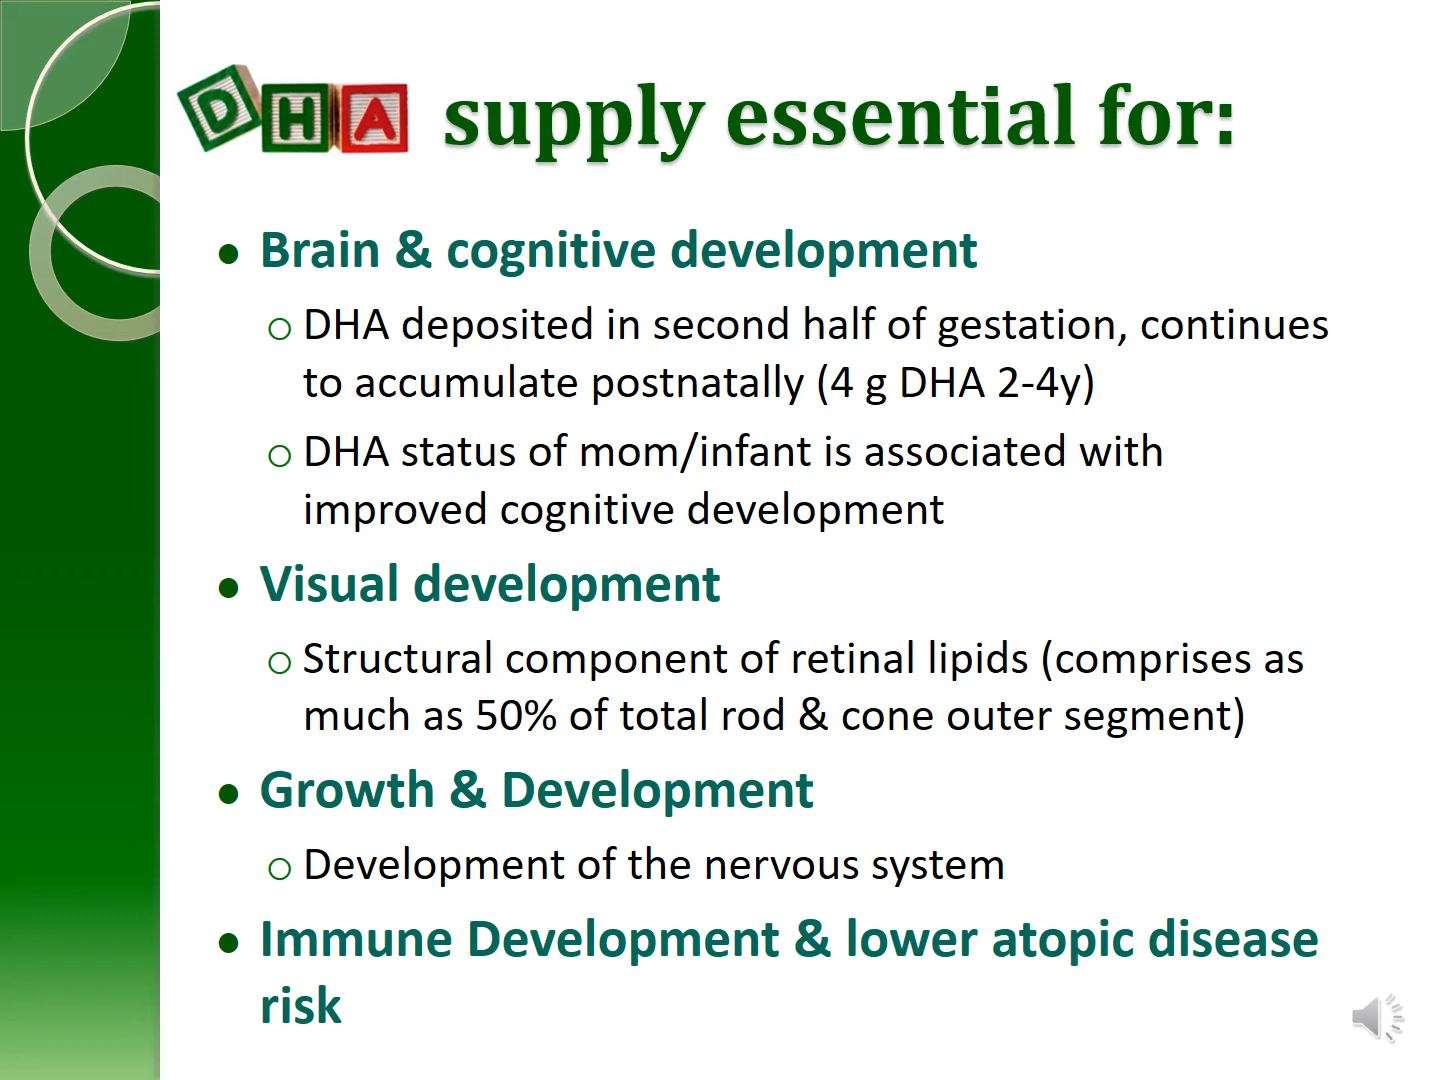 DHA supply essential for:
• Brain & cognitive development
○ DHA deposited in second half of gestation, continues
to accumulate postnatally (4 g DHA 2-4y)
○ DHA status of mom/infant is associated with
improved cognitive development
• Visual development
○ Structural component of retinal lipids (comprises as
much as 50% of total rod & cone outer segment)
• Growth & Development
○ Development of the nervous system
• Immune Development & lower atopic disease
risk